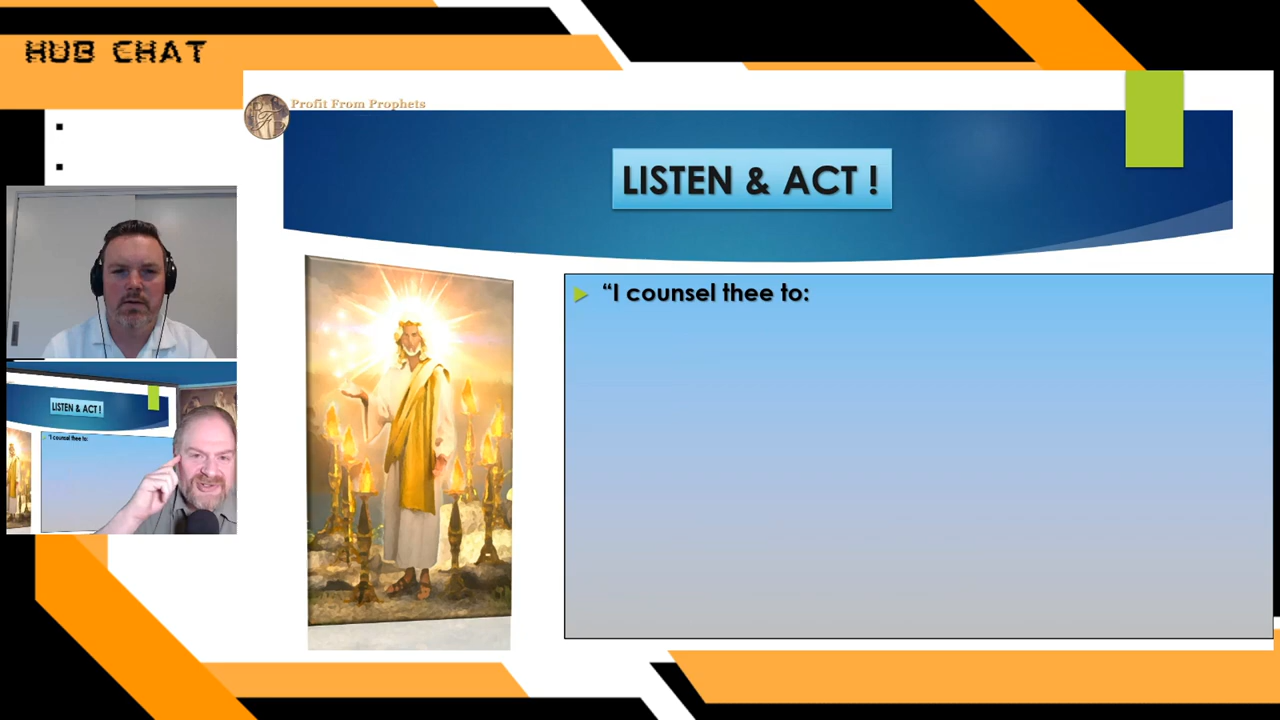 HUB CHAT
Profit From Prophets
LISTEN & ACT !
“I counsel thee to:
LISTEN & ACT !
“I counsel thee to: